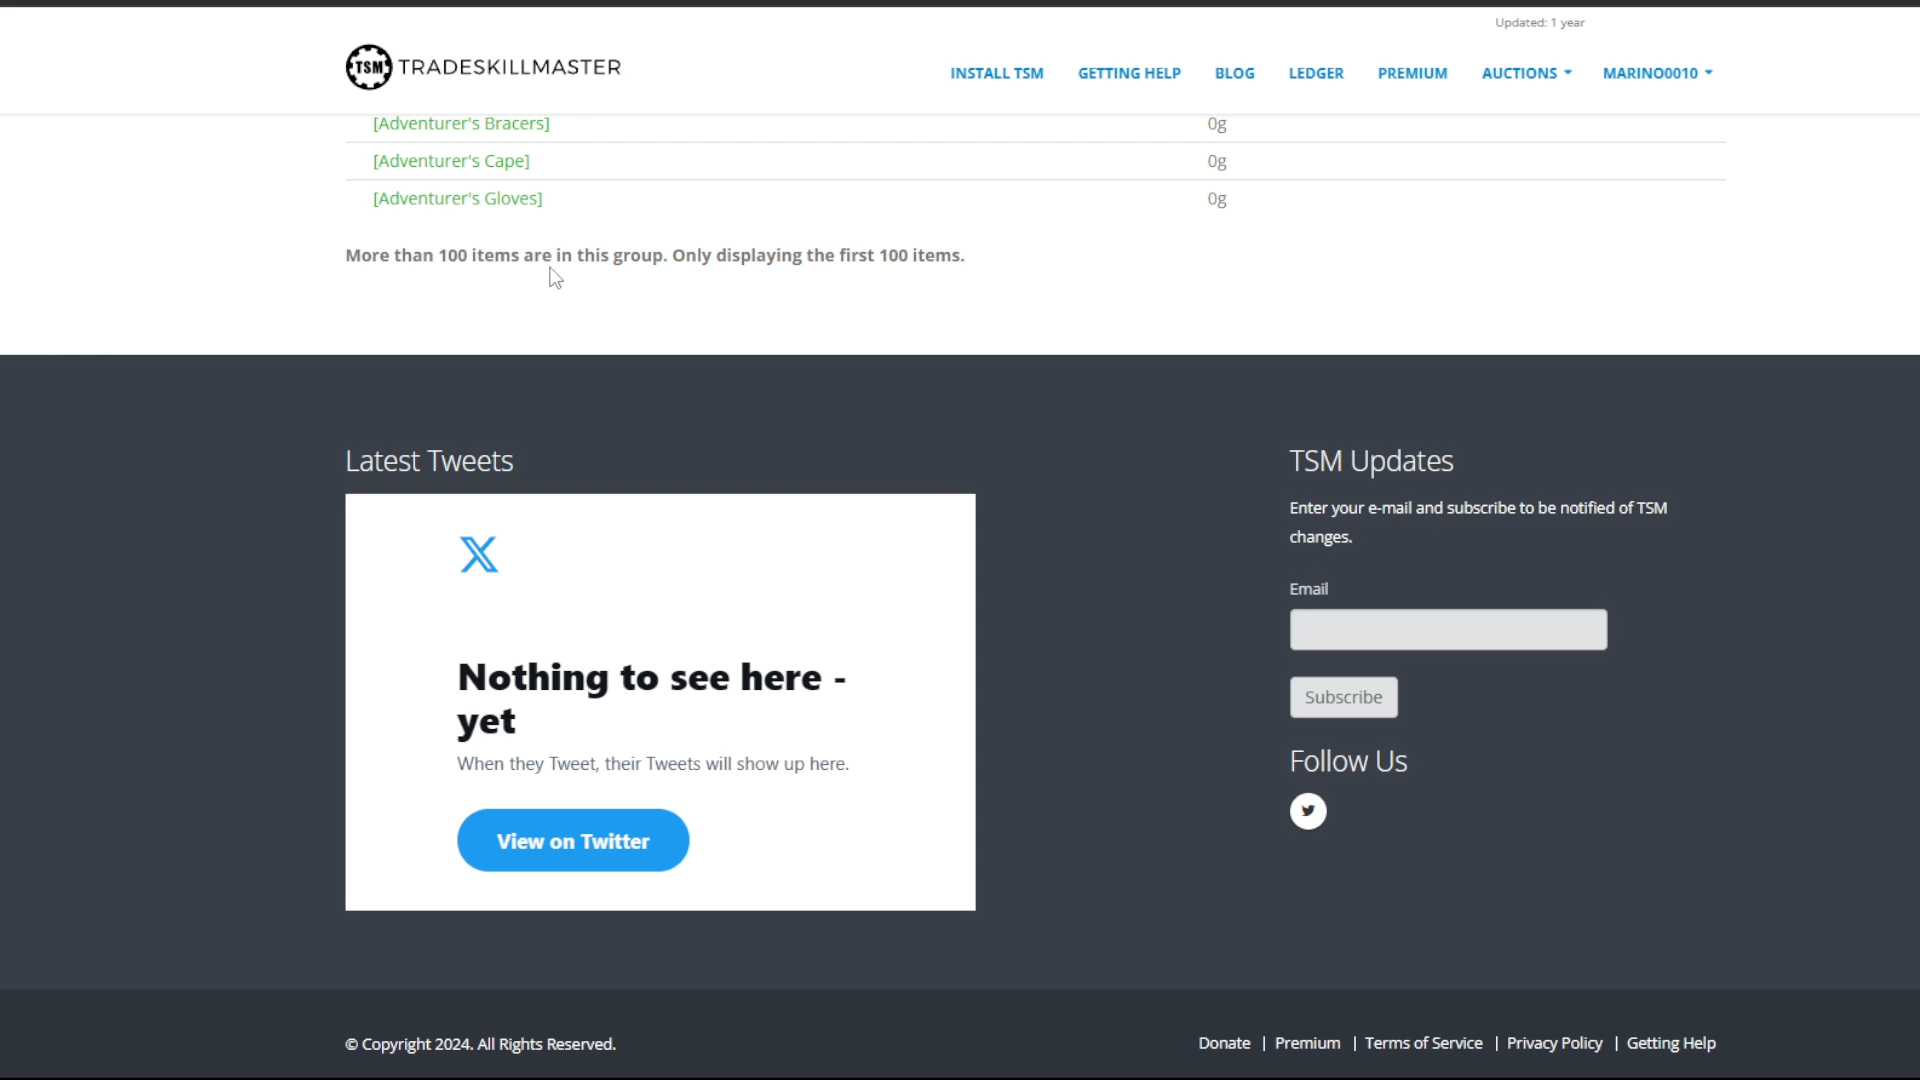 Updated: 1 year
TSM TRADESKILLMASTER
INSTALL TSM GETTING HELP BLOG LEDGER PREMIUM AUCTIONS MARINO0010
[Adventurer's Bracers] 0g
[Adventurer's Cape] 0g
[Adventurer's Gloves] 0g
More than 100 items are in this group. Only displaying the first 100 items.
Latest Tweets
Nothing to see here -
yet
When they Tweet, their Tweets will show up here.
View on Twitter
TSM Updates
Enter your e-mail and subscribe to be notified of TSM
changes.
Email
Subscribe
Follow Us
© Copyright 2024. All Rights Reserved.
Donate | Premium | Terms of Service | Privacy Policy | Getting Help